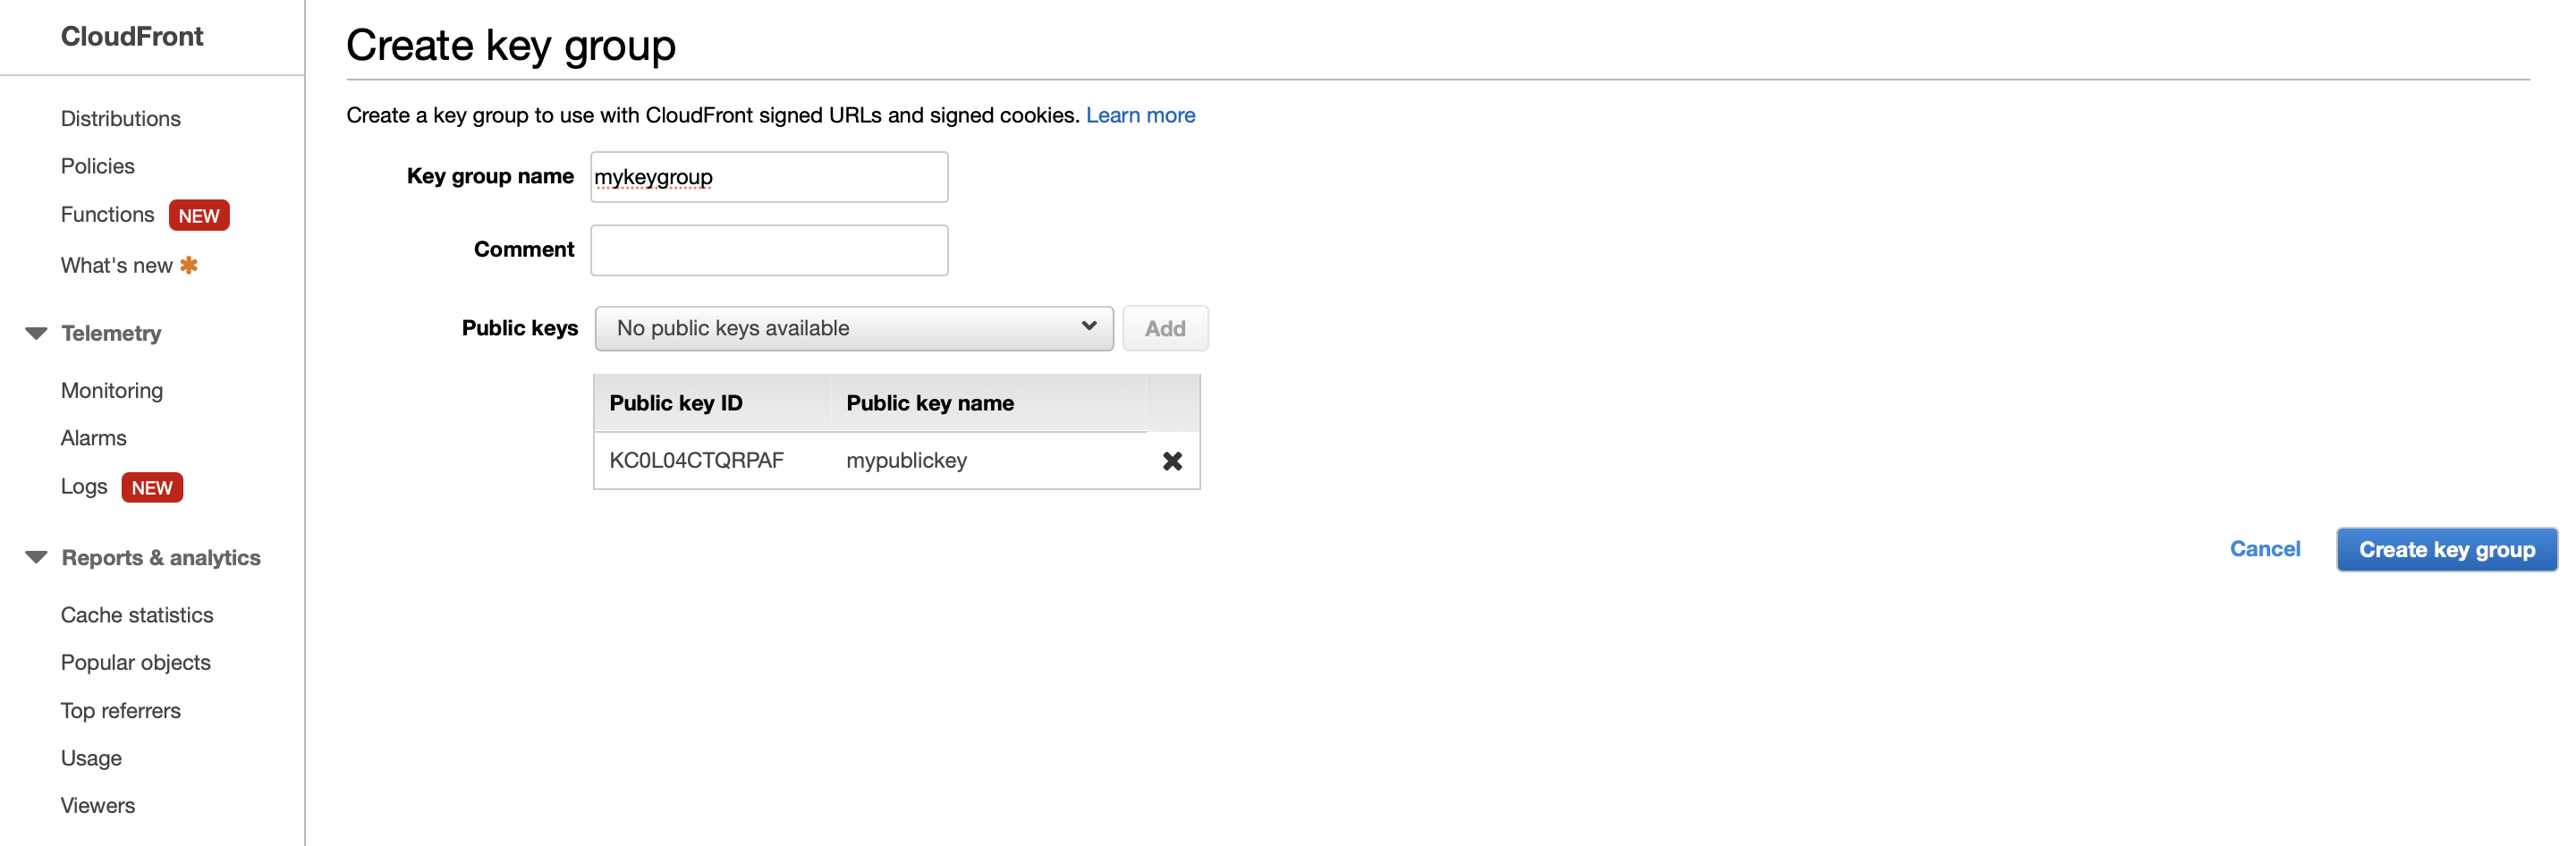 CloudFront
Distributions
Policies
Functions NEW
What's new
Telemetry
Monitoring
Alarms
Logs NEW
Reports & analytics
Cache statistics
Popular objects
Top referrers
Usage
Viewers
Create key group
Create a key group to use with CloudFront signed URLs and signed cookies. Learn more
Key group name mykeygroup
Comment
Public keys No public keys available Add
Public key ID Public key name
KC0L04CTQRPAF mypublickey
Cancel Create key group